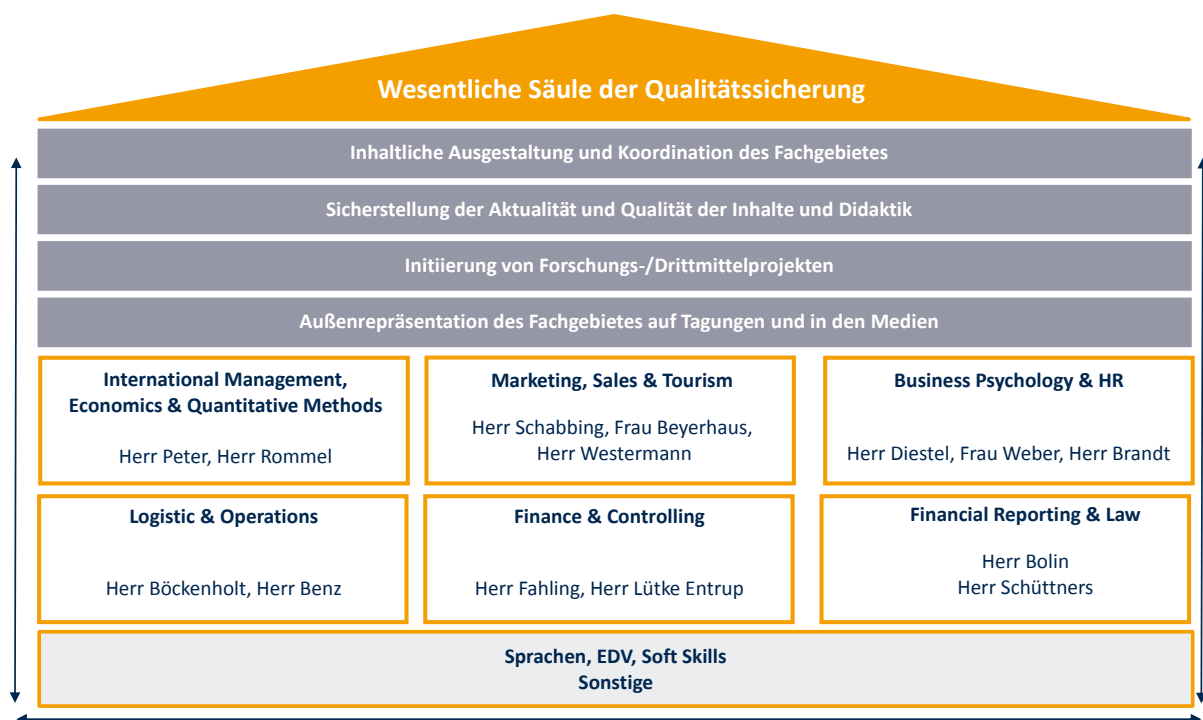 Wesentliche Säule der Qualitätssicherung
Inhaltliche Ausgestaltung und Koordination des Fachgebietes
Sicherstellung der Aktualität und Qualität der Inhalte und Didaktik
Initiierung von Forschungs-/Drittmittelprojekten
Außenrepräsentation des Fachgebietes auf Tagungen und in den Medien
International Management,
Economics & Quantitative Methods
Herr Peter, Herr Rommel
Marketing, Sales & Tourism
Herr Schabbing, Frau Beyerhaus,
Herr Westermann
Business Psychology & HR
Herr Diestel, Frau Weber, Herr Brandt
Logistic & Operations
Herr Böckenholt, Herr Benz
Finance & Controlling
Herr Fahling, Herr Lütke Entrup
Financial Reporting & Law
Herr Bolin
Herr Schüttners
Sprachen, EDV, Soft Skills
Sonstige